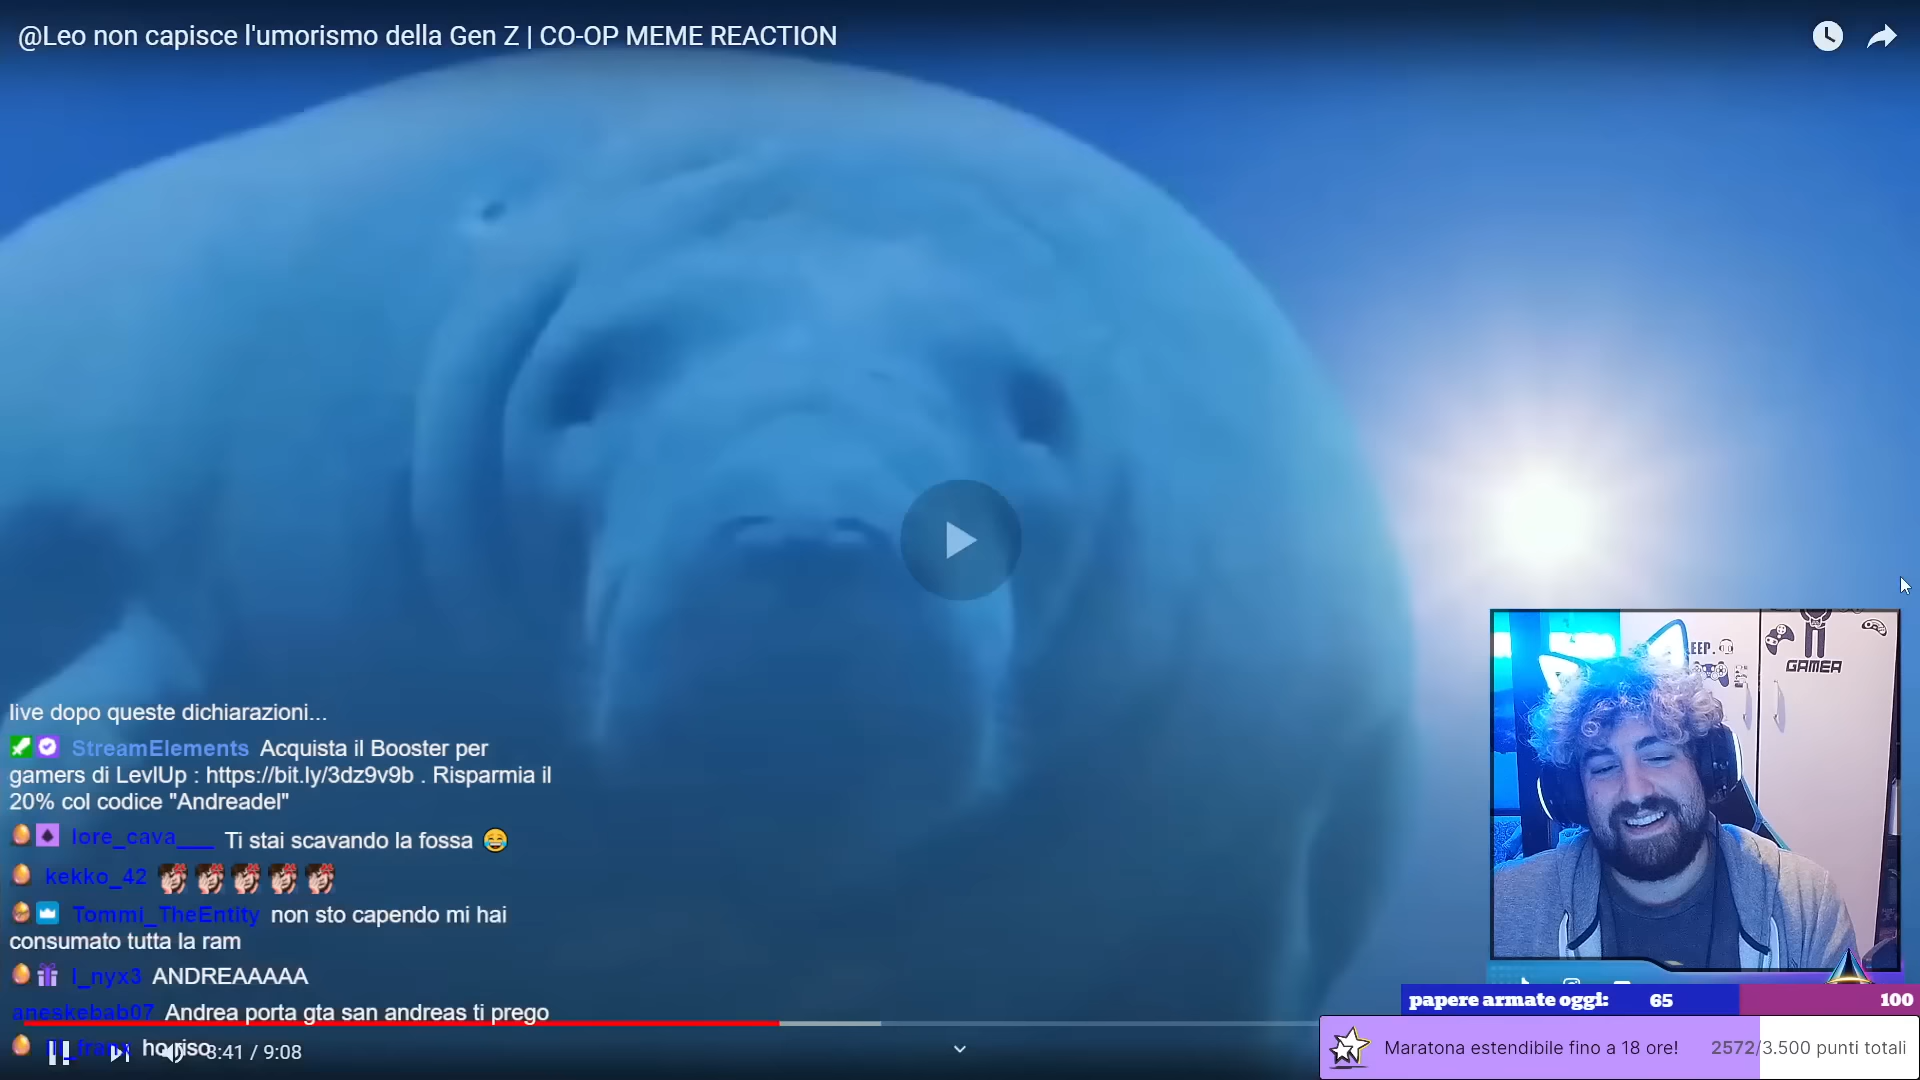 @Leo non capisce l'umorismo della Gen Z | CO-OP MEME REACTION
EEP.
GAMER
live dopo queste dichiarazioni...
StreamElements Acquista il Booster per
gamers di LevlUp : https://bit.ly/3dz9v9b . Risparmia il
20% col codice "Andreadel"
lore_cava___ Ti stai scavando la fossa
kekko_42
Tommi_TheEntity non sto capendo mi hai
consumato tutta la ram
l_nyx3 ANDREAAAAA
aneskebab07 Andrea porta gta san andreas ti prego
ho riso
3:41 / 9:08
papere armate oggi: 65 100
Maratona estendibile fino a 18 ore! 2572/3.500 punti totali